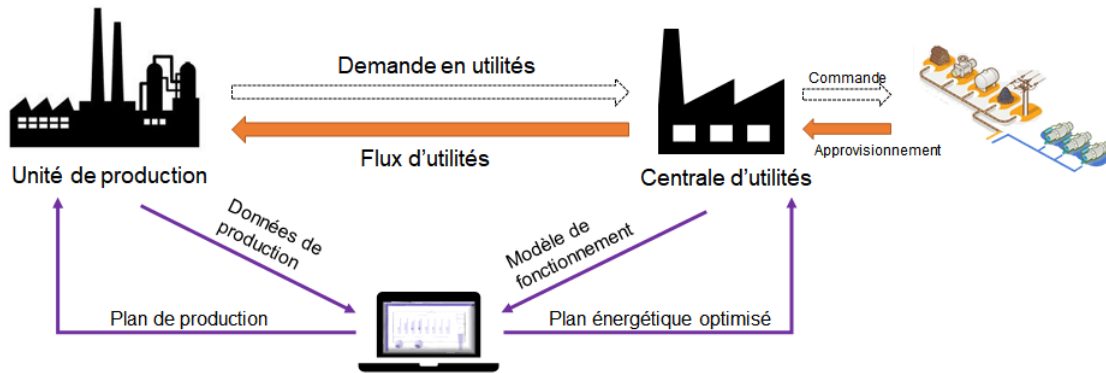 Demande en utilités
Commande
Flux d'utilités
Approvisionnement
Unité de production
Centrale d'utilités
Données de
production
Modèle de
fonctionnement
Plan de production
Plan énergétique optimisé